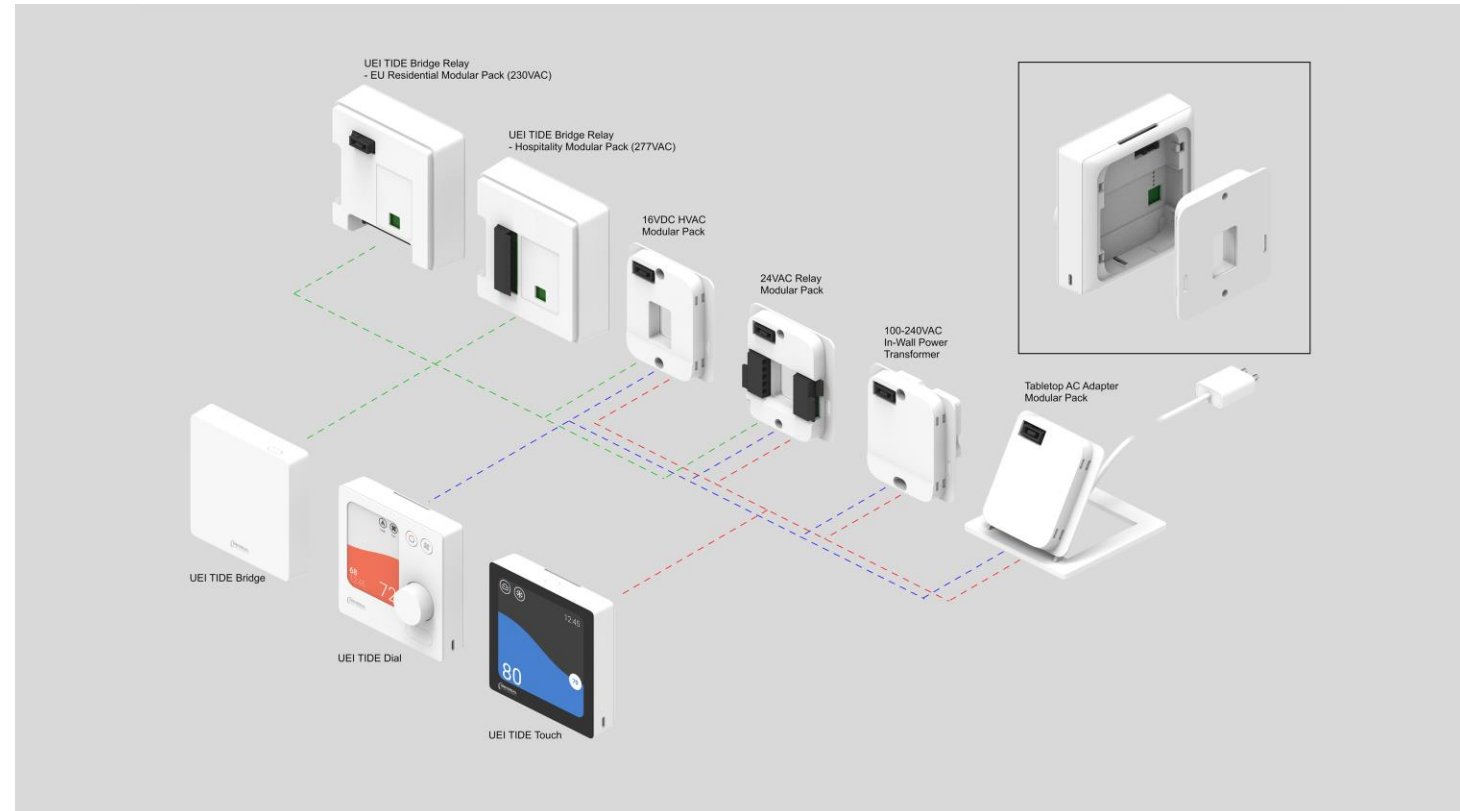 UEI TIDE Bridge Relay
- EU Residential Modular Pack (230VAC)
UEI TIDE Bridge Relay
- Hospitality Modular Pack (277VAC)
16VDC HVAC
Modular Pack
24VAC Relay
Modular Pack
100-240VAC
In-Wall Power
Transformer
Tabletop AC Adapter
Modular Pack
UEI TIDE Bridge
68
12:45
72
UEI TIDE Dial
12:45
80
UEI TIDE Touch